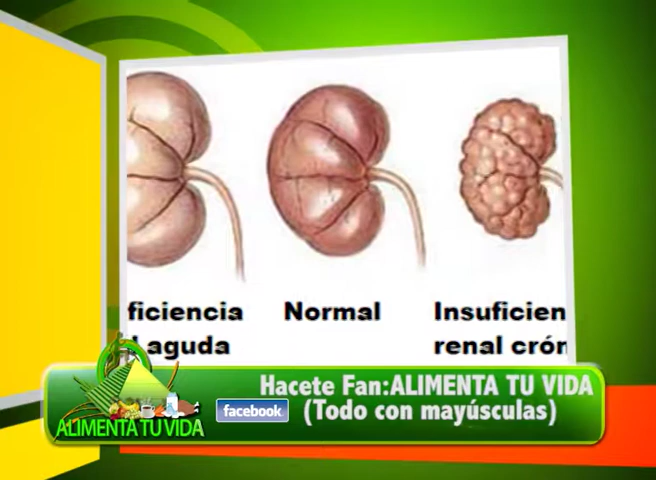 ficiencia
l aguda
Normal
Insuficien
renal crón
Hacete Fan:ALIMENTA TU VIDA
(Todo con mayúsculas)
facebook
ALIMENTA TU VIDA